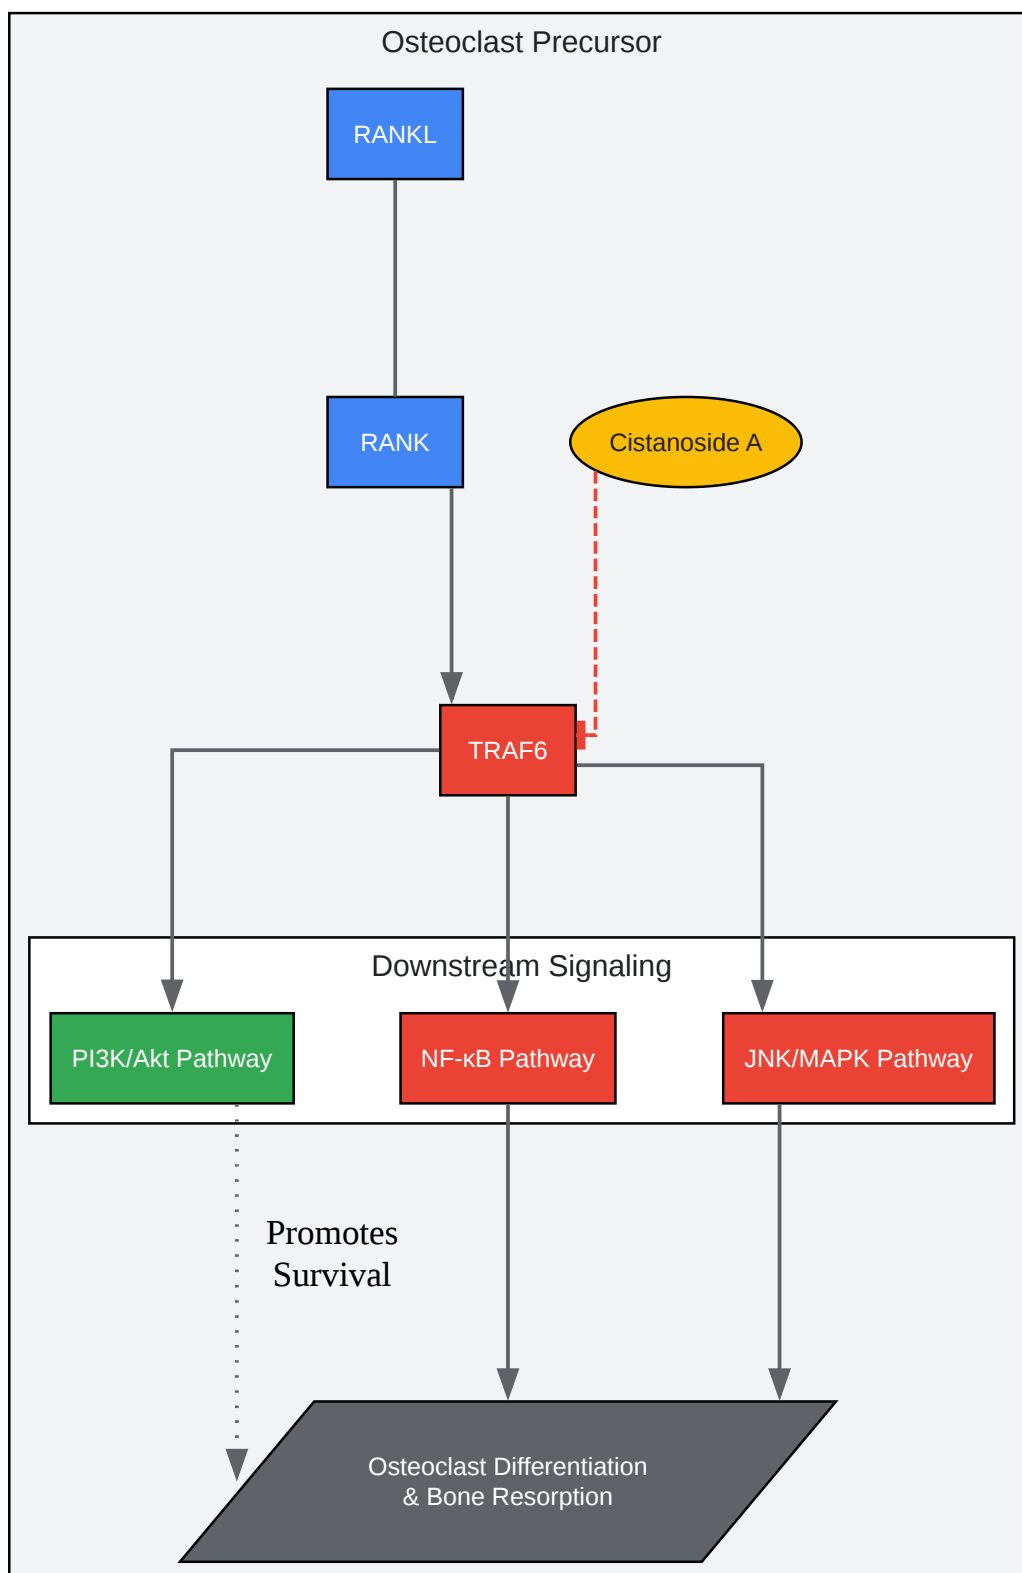 Osteoclast Precursor
RANKL
RANK
Cistanoside A
TRAF6
Downstream Signaling
PI3K/Akt Pathway
NF-κB Pathway
JNK/MAPK Pathway
Promotes
Survival
Osteoclast Differentiation
& Bone Resorption